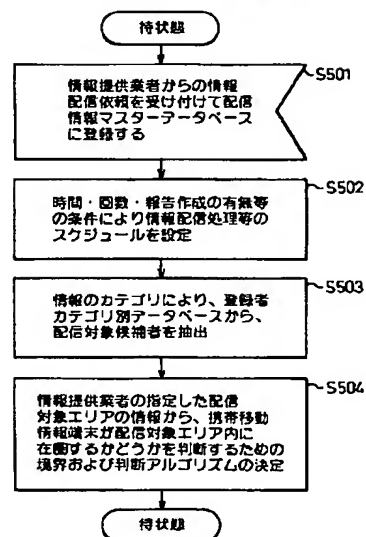 待状態
S501
情報提供業者からの情報
配信依頼を受け付けて配信
情報マスターデータベース
に登録する
S502
時間・回数・報告作成の有無等
の条件により情報配信処理等の
スケジュールを設定
S503
情報のカテゴリにより、登録者
カテゴリ別データベースから、
配信対象候補者を抽出
S504
情報提供業者の指定した配信
対象エリアの情報から、携帯移動
情報端末が配信対象エリア内に
在圏するかどうかを判断するための
境界および判断アルゴリズムの決定
待状態